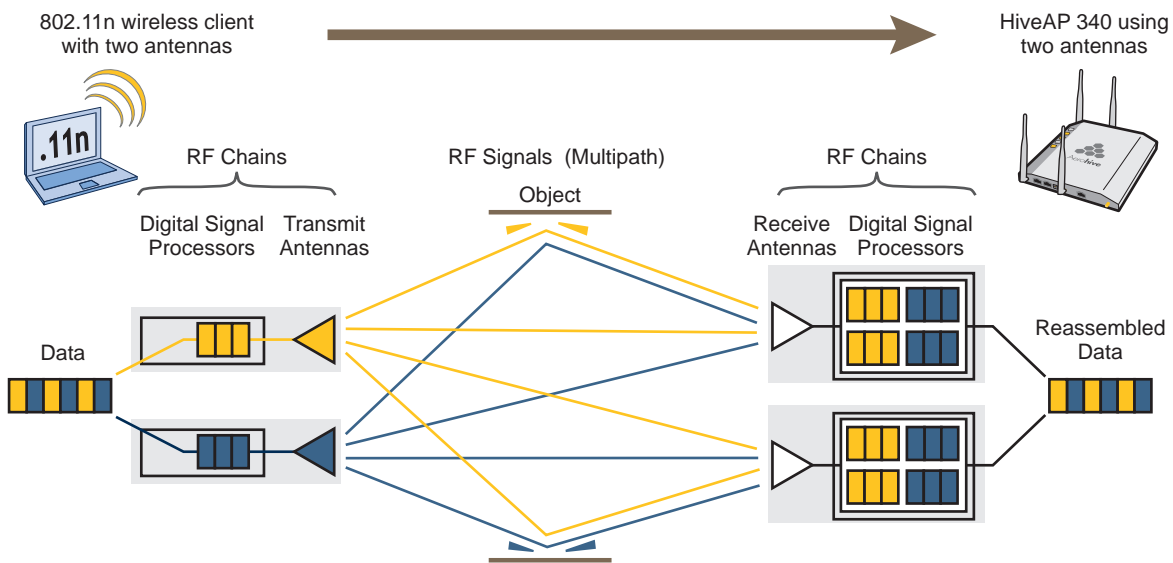 802.11n wireless client
with two antennas
HiveAP 340 using
two antennas
.11n
Aerohive
RF Chains
RF Signals (Multipath)
RF Chains
Object
Digital Signal
Processors
Transmit
Antennas
Receive
Antennas
Digital Signal
Processors
Data
Reassembled
Data